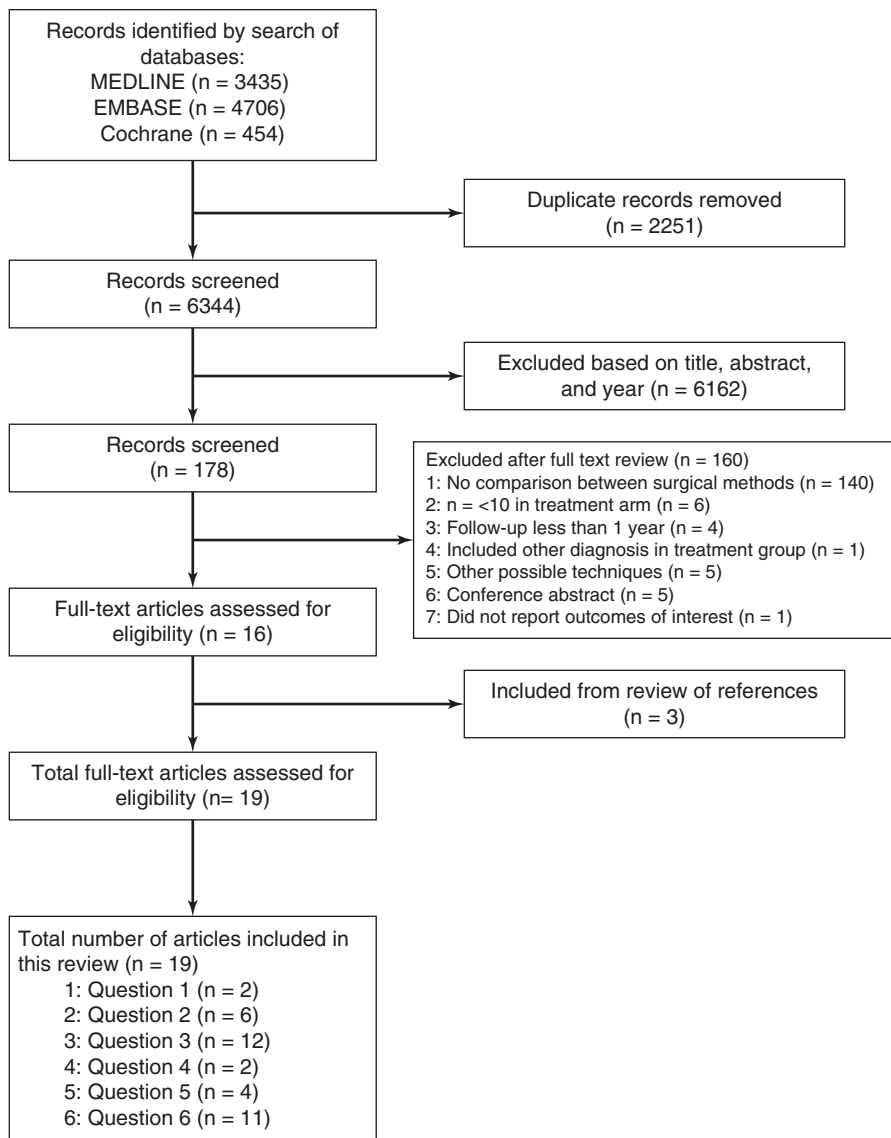 Records identified by search of
databases:
MEDLINE (n = 3435)
EMBASE (n = 4706)
Cochrane (n = 454)
Duplicate records removed
(n = 2251)
Records screened
(n = 6344)
Excluded based on title, abstract,
and year (n = 6162)
Records screened
(n = 178)
Excluded after full text review (n = 160)
1: No comparison between surgical methods (n = 140)
2: n = <10 in treatment arm (n = 6)
3: Follow-up less than 1 year (n = 4)
4: Included other diagnosis in treatment group (n = 1)
5: Other possible techniques (n = 5)
6: Conference abstract (n = 5)
7: Did not report outcomes of interest (n = 1)
Full-text articles assessed for
eligibility (n = 16)
Included from review of references
(n = 3)
Total full-text articles assessed for
eligibility (n= 19)
Total number of articles included in
this review (n = 19)
1: Question 1 (n = 2)
2: Question 2 (n = 6)
3: Question 3 (n = 12)
4: Question 4 (n = 2)
5: Question 5 (n = 4)
6: Question 6 (n = 11)